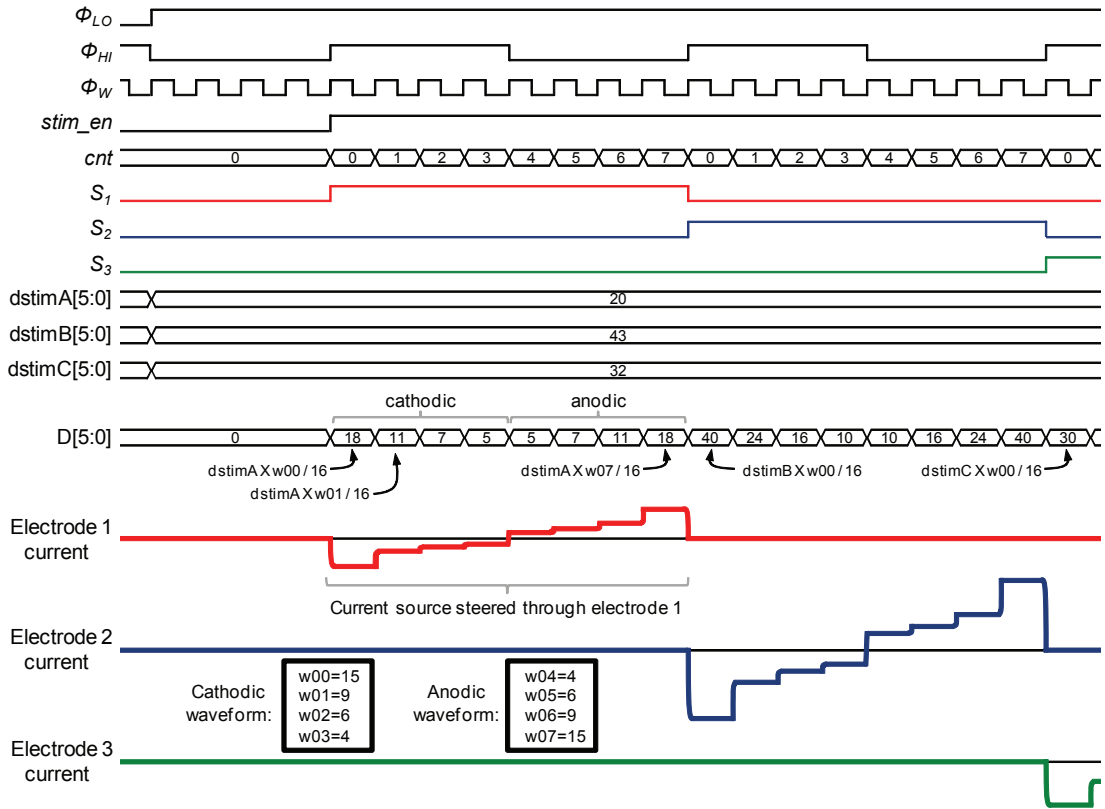 Φ_LO
Φ_HI
Φ_W
stim_en
cnt 0 0 1 2 3 4 5 6 7 0 1 2 3 4 5 6 7 0
S_1
S_2
S_3
dstimA[5:0] 20
dstimB[5:0] 43
dstimC[5:0] 32
cathodic anodic
D[5:0] 0 18 11 7 5 5 7 11 18 40 24 16 10 10 16 24 40 30
dstimA X w00 / 16 dstimA X w07 / 16 dstimB X w00 / 16 dstimC X w00 / 16
dstimA X w01 / 16
Electrode 1
current
Current source steered through electrode 1
Electrode 2
current
Cathodic
waveform:
w00=15
w01=9
w02=6
w03=4
Anodic
waveform:
w04=4
w05=6
w06=9
w07=15
Electrode 3
current